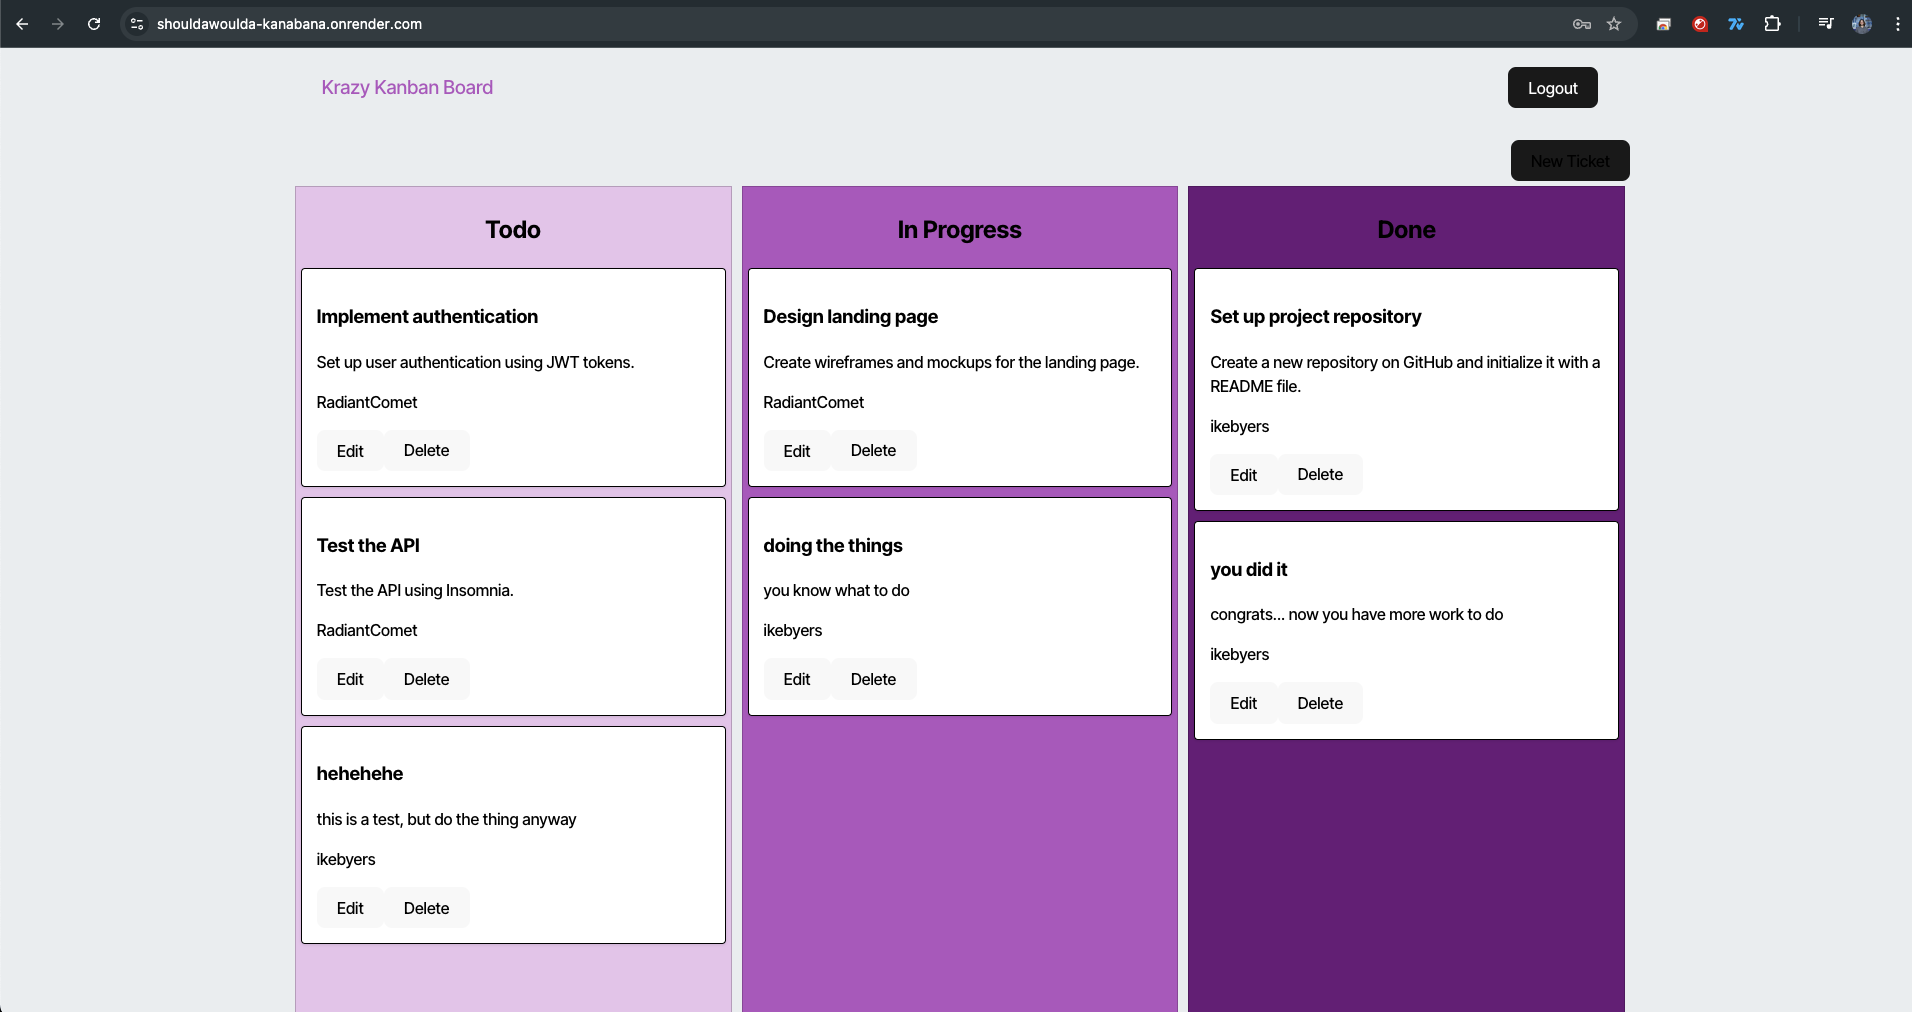 shouldawoulda-kanabana.onrender.com
Krazy Kanban Board
Logout
New Ticket
Todo
Implement authentication
Set up user authentication using JWT tokens.
RadiantComet
Edit
Delete
Test the API
Test the API using Insomnia.
RadiantComet
Edit
Delete
hehehehe
this is a test, but do the thing anyway
ikebyers
Edit
Delete
In Progress
Design landing page
Create wireframes and mockups for the landing page.
RadiantComet
Edit
Delete
doing the things
you know what to do
ikebyers
Edit
Delete
Done
Set up project repository
Create a new repository on GitHub and initialize it with a
README file.
ikebyers
Edit
Delete
you did it
congrats... now you have more work to do
ikebyers
Edit
Delete